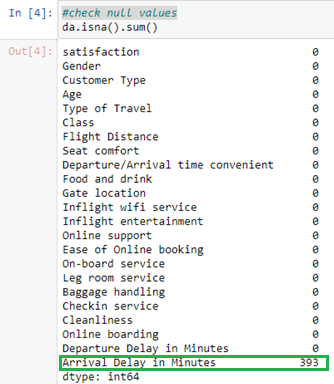 In [4]: #check null values
da.isna().sum()
Out[4]: satisfaction 0
Gender 0
Customer Type 0
Age 0
Type of Travel 0
Class 0
Flight Distance 0
Seat comfort 0
Departure/Arrival time convenient 0
Food and drink 0
Gate location 0
Inflight wifi service 0
Inflight entertainment 0
Online support 0
Ease of Online booking 0
On-board service 0
Leg room service 0
Baggage handling 0
Checkin service 0
Cleanliness 0
Online boarding 0
Departure Delay in Minutes 0
Arrival Delay in Minutes 393
dtype: int64